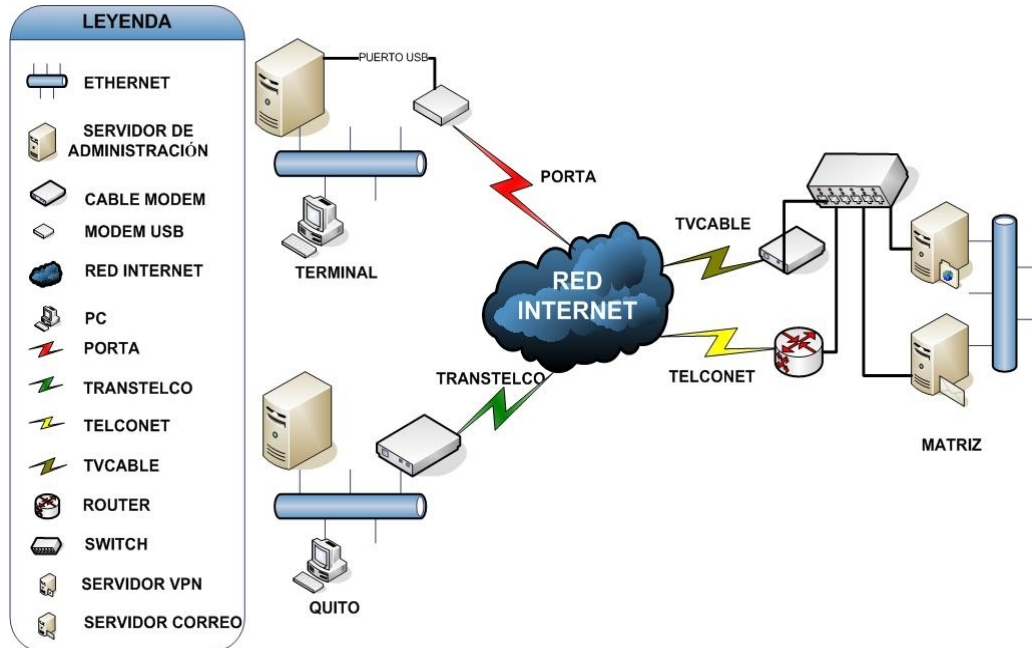 LEYENDA
ETHERNET
SERVIDOR DE
ADMINISTRACIÓN
CABLE MODEM
MODEM USB
RED INTERNET
PC
PORTA
TRANSTELCO
TELCONET
TVCABLE
ROUTER
SWITCH
SERVIDOR VPN
SERVIDOR CORREO
PUERTO USB
PORTA
TERMINAL
TVCABLE
RED
INTERNET
TRANSTELCO
TELCONET
MATRIZ
QUITO